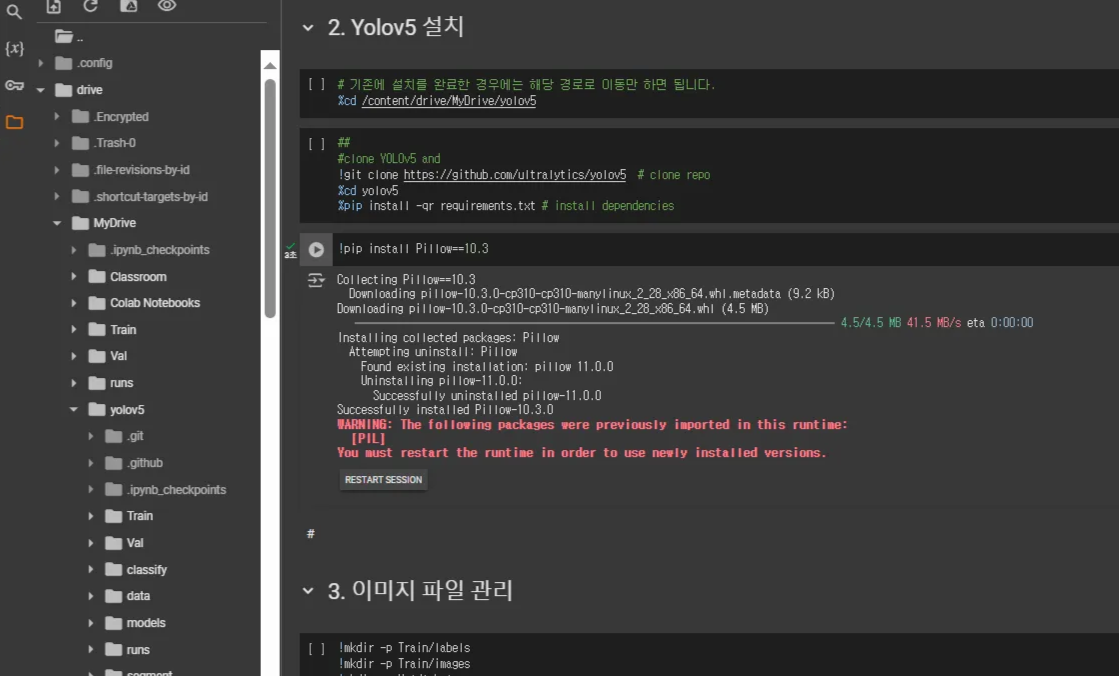 {x}
..
.config
drive
.Encrypted
.Trash-0
.file-revisions-by-id
.shortcut-targets-by-id
MyDrive
.ipynb_checkpoints
Classroom
Colab Notebooks
Train
Val
runs
yolov5
.git
.github
.ipynb_checkpoints
Train
Val
classify
data
models
runs
segment
2. Yolov5 설치
[ ] # 기존에 설치를 완료한 경우에는 해당 경로로 이동만 하면 됩니다.
%cd /content/drive/MyDrive/yolov5
[ ] ##
#clone YOLOv5 and
!git clone https://github.com/ultralytics/yolov5 # clone repo
%cd yolov5
%pip install -qr requirements.txt # install dependencies
!pip install Pillow==10.3
Collecting Pillow==10.3
Downloading pillow-10.3.0-cp310-cp310-manylinux_2_28_x86_64.whl.metadata (9.2 kB)
Downloading pillow-10.3.0-cp310-cp310-manylinux_2_28_x86_64.whl (4.5 MB)
4.5/4.5 MB 41.5 MB/s eta 0:00:00
Installing collected packages: Pillow
Attempting uninstall: Pillow
Found existing installation: pillow 11.0.0
Uninstalling pillow-11.0.0:
Successfully uninstalled pillow-11.0.0
Successfully installed Pillow-10.3.0
WARNING: The following packages were previously imported in this runtime:
[PIL]
You must restart the runtime in order to use newly installed versions.
RESTART SESSION
#
3. 이미지 파일 관리
[ ] !mkdir -p Train/labels
!mkdir -p Train/images